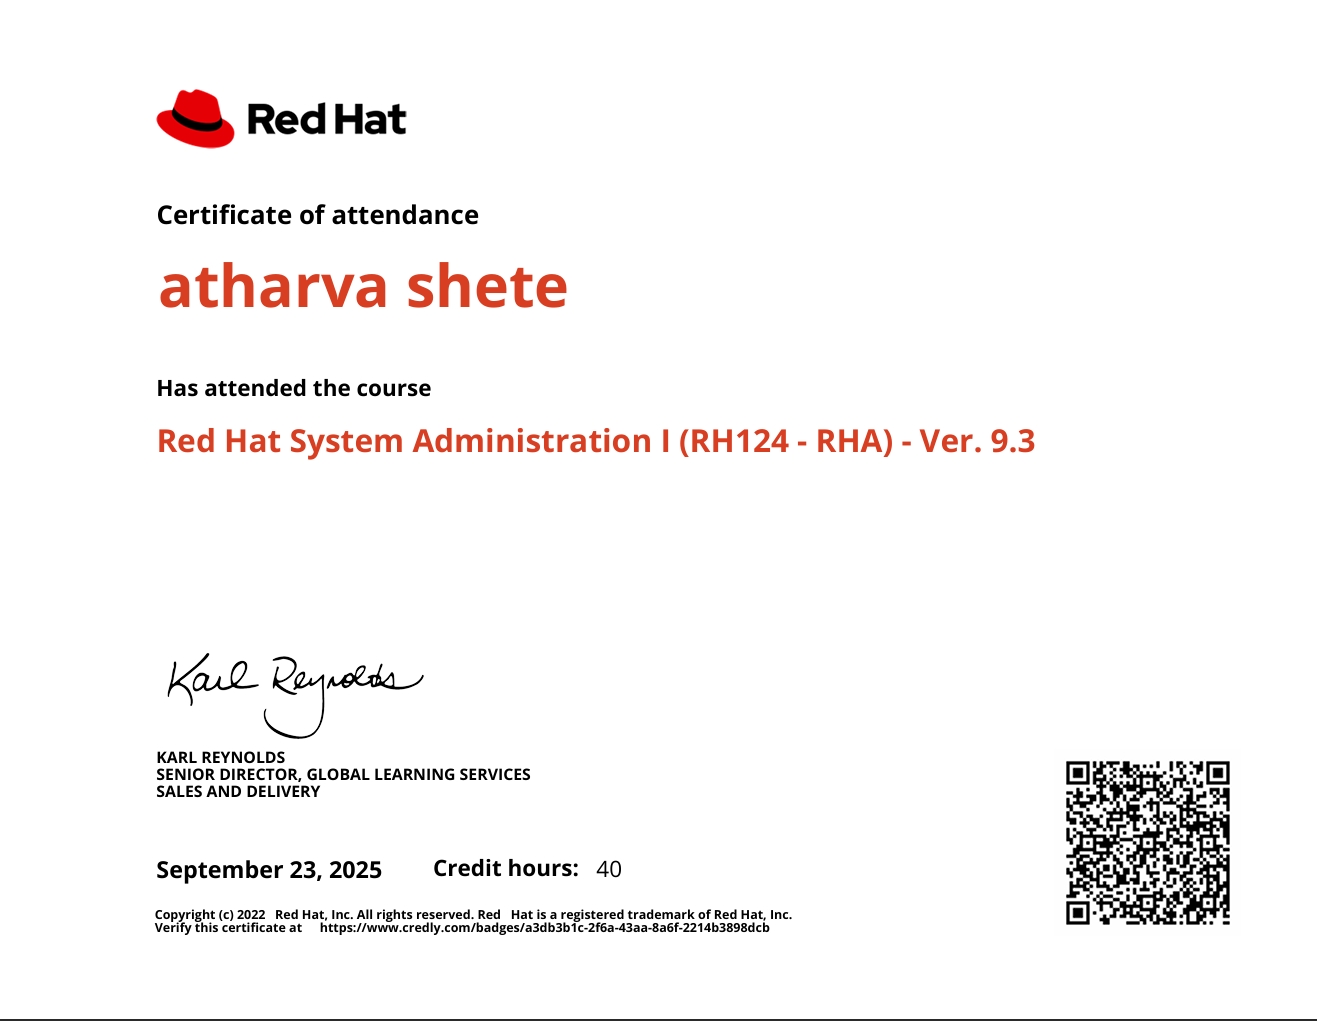 Red Hat
Certificate of attendance
atharva shete
Has attended the course
Red Hat System Administration I (RH124 - RHA) - Ver. 9.3
Karl Reynolds
KARL REYNOLDS
SENIOR DIRECTOR, GLOBAL LEARNING SERVICES
SALES AND DELIVERY
September 23, 2025 Credit hours: 40
Copyright (c) 2022 Red Hat, Inc. All rights reserved. Red Hat is a registered trademark of Red Hat, Inc.
Verify this certificate at https://www.credly.com/badges/a3db3b1c-2f6a-43aa-8a6f-2214b3898dcb